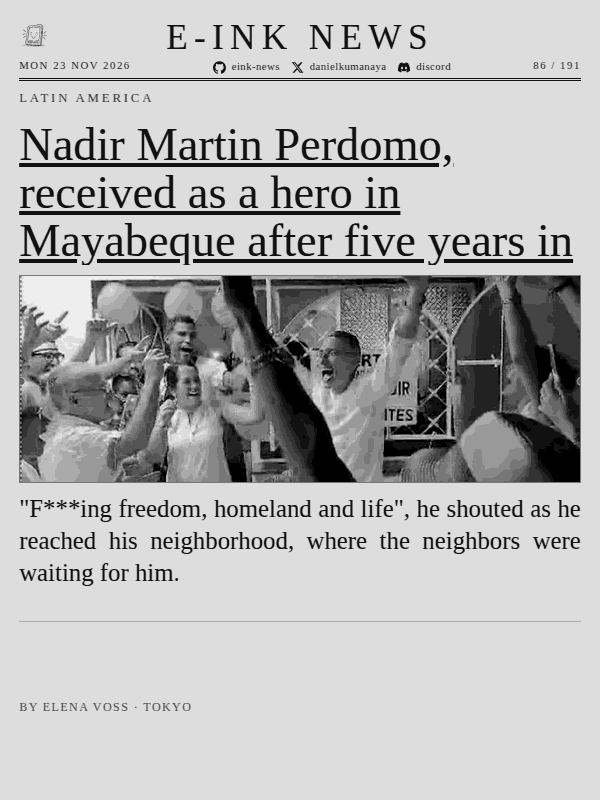 E-INK NEWS
MON 23 NOV 2026
eink-news danielkumanaya discord
86 / 191
LATIN AMERICA
Nadir Martin Perdomo,
received as a hero in
Mayabeque after five years in
"F***ing freedom, homeland and life", he shouted as he
reached his neighborhood, where the neighbors were
waiting for him.
BY ELENA VOSS · TOKYO